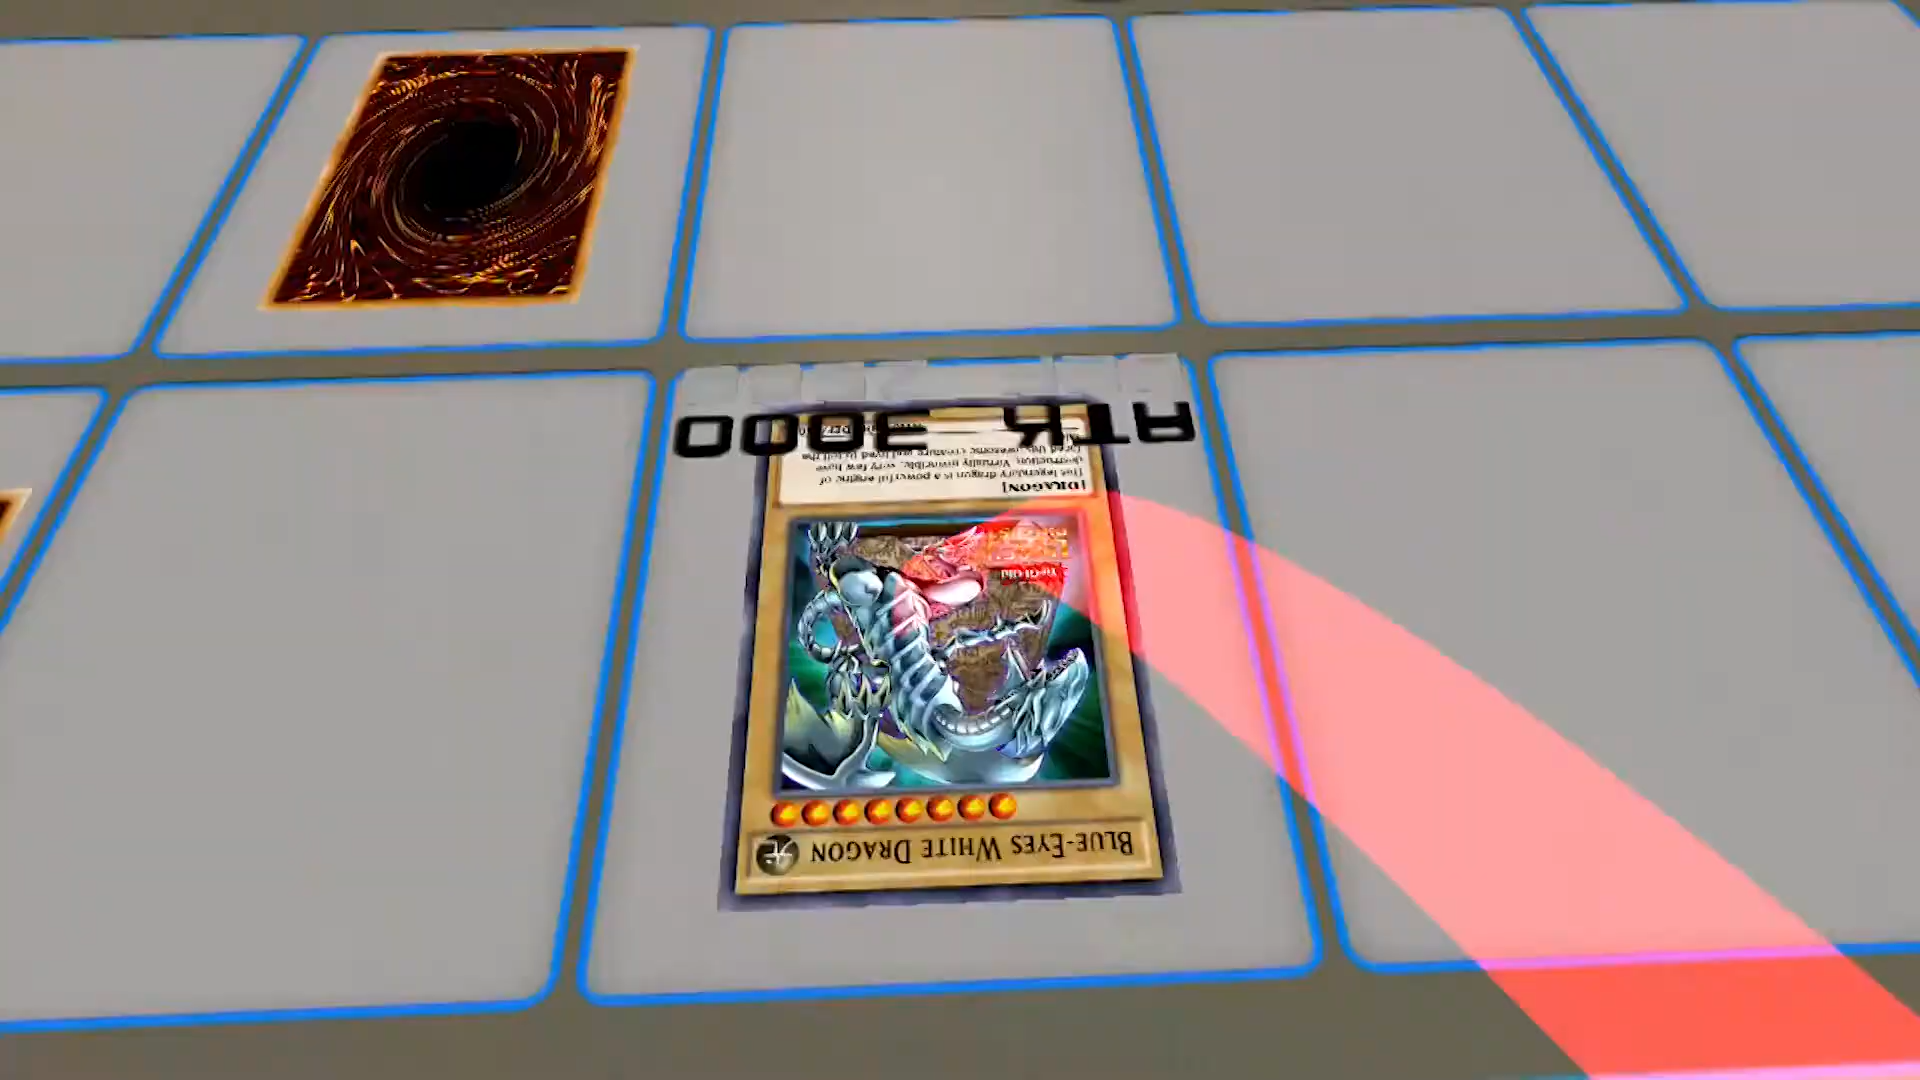 BLUE-EYES WHITE DRAGON
[DRAGON]
This legendary dragon is a powerful engine of
destruction. Virtually invincible, very few have
faced this awesome creature and lived to tell the
ATK 3000